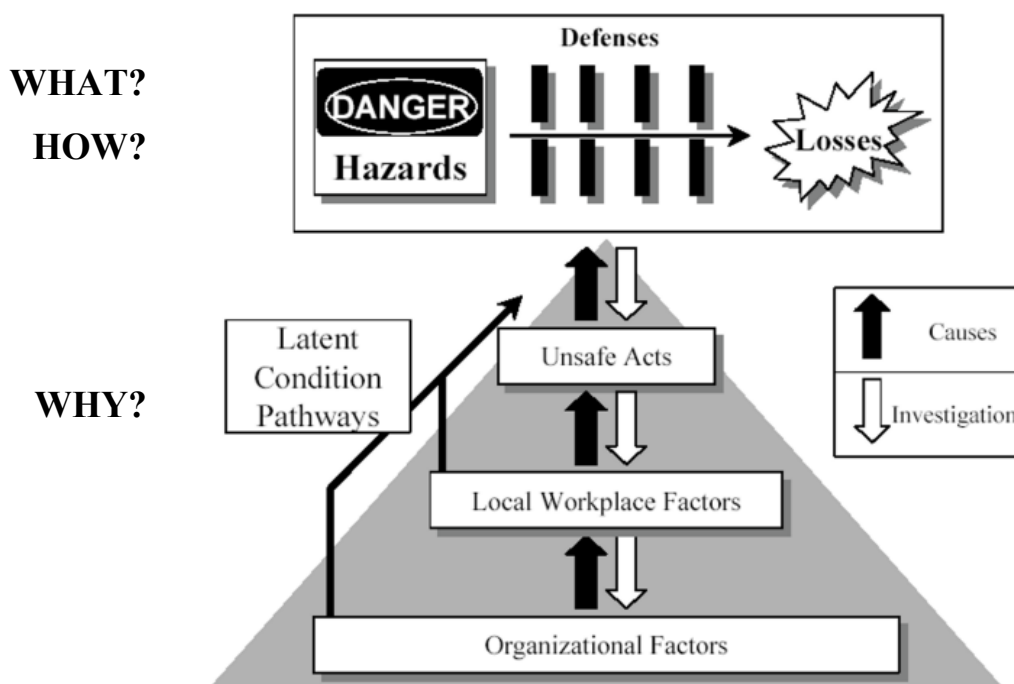 Defenses
WHAT?
HOW?
DANGER
Hazards
Losses
Latent
Condition
Pathways
WHY?
Unsafe Acts
Local Workplace Factors
Organizational Factors
Causes
Investigation